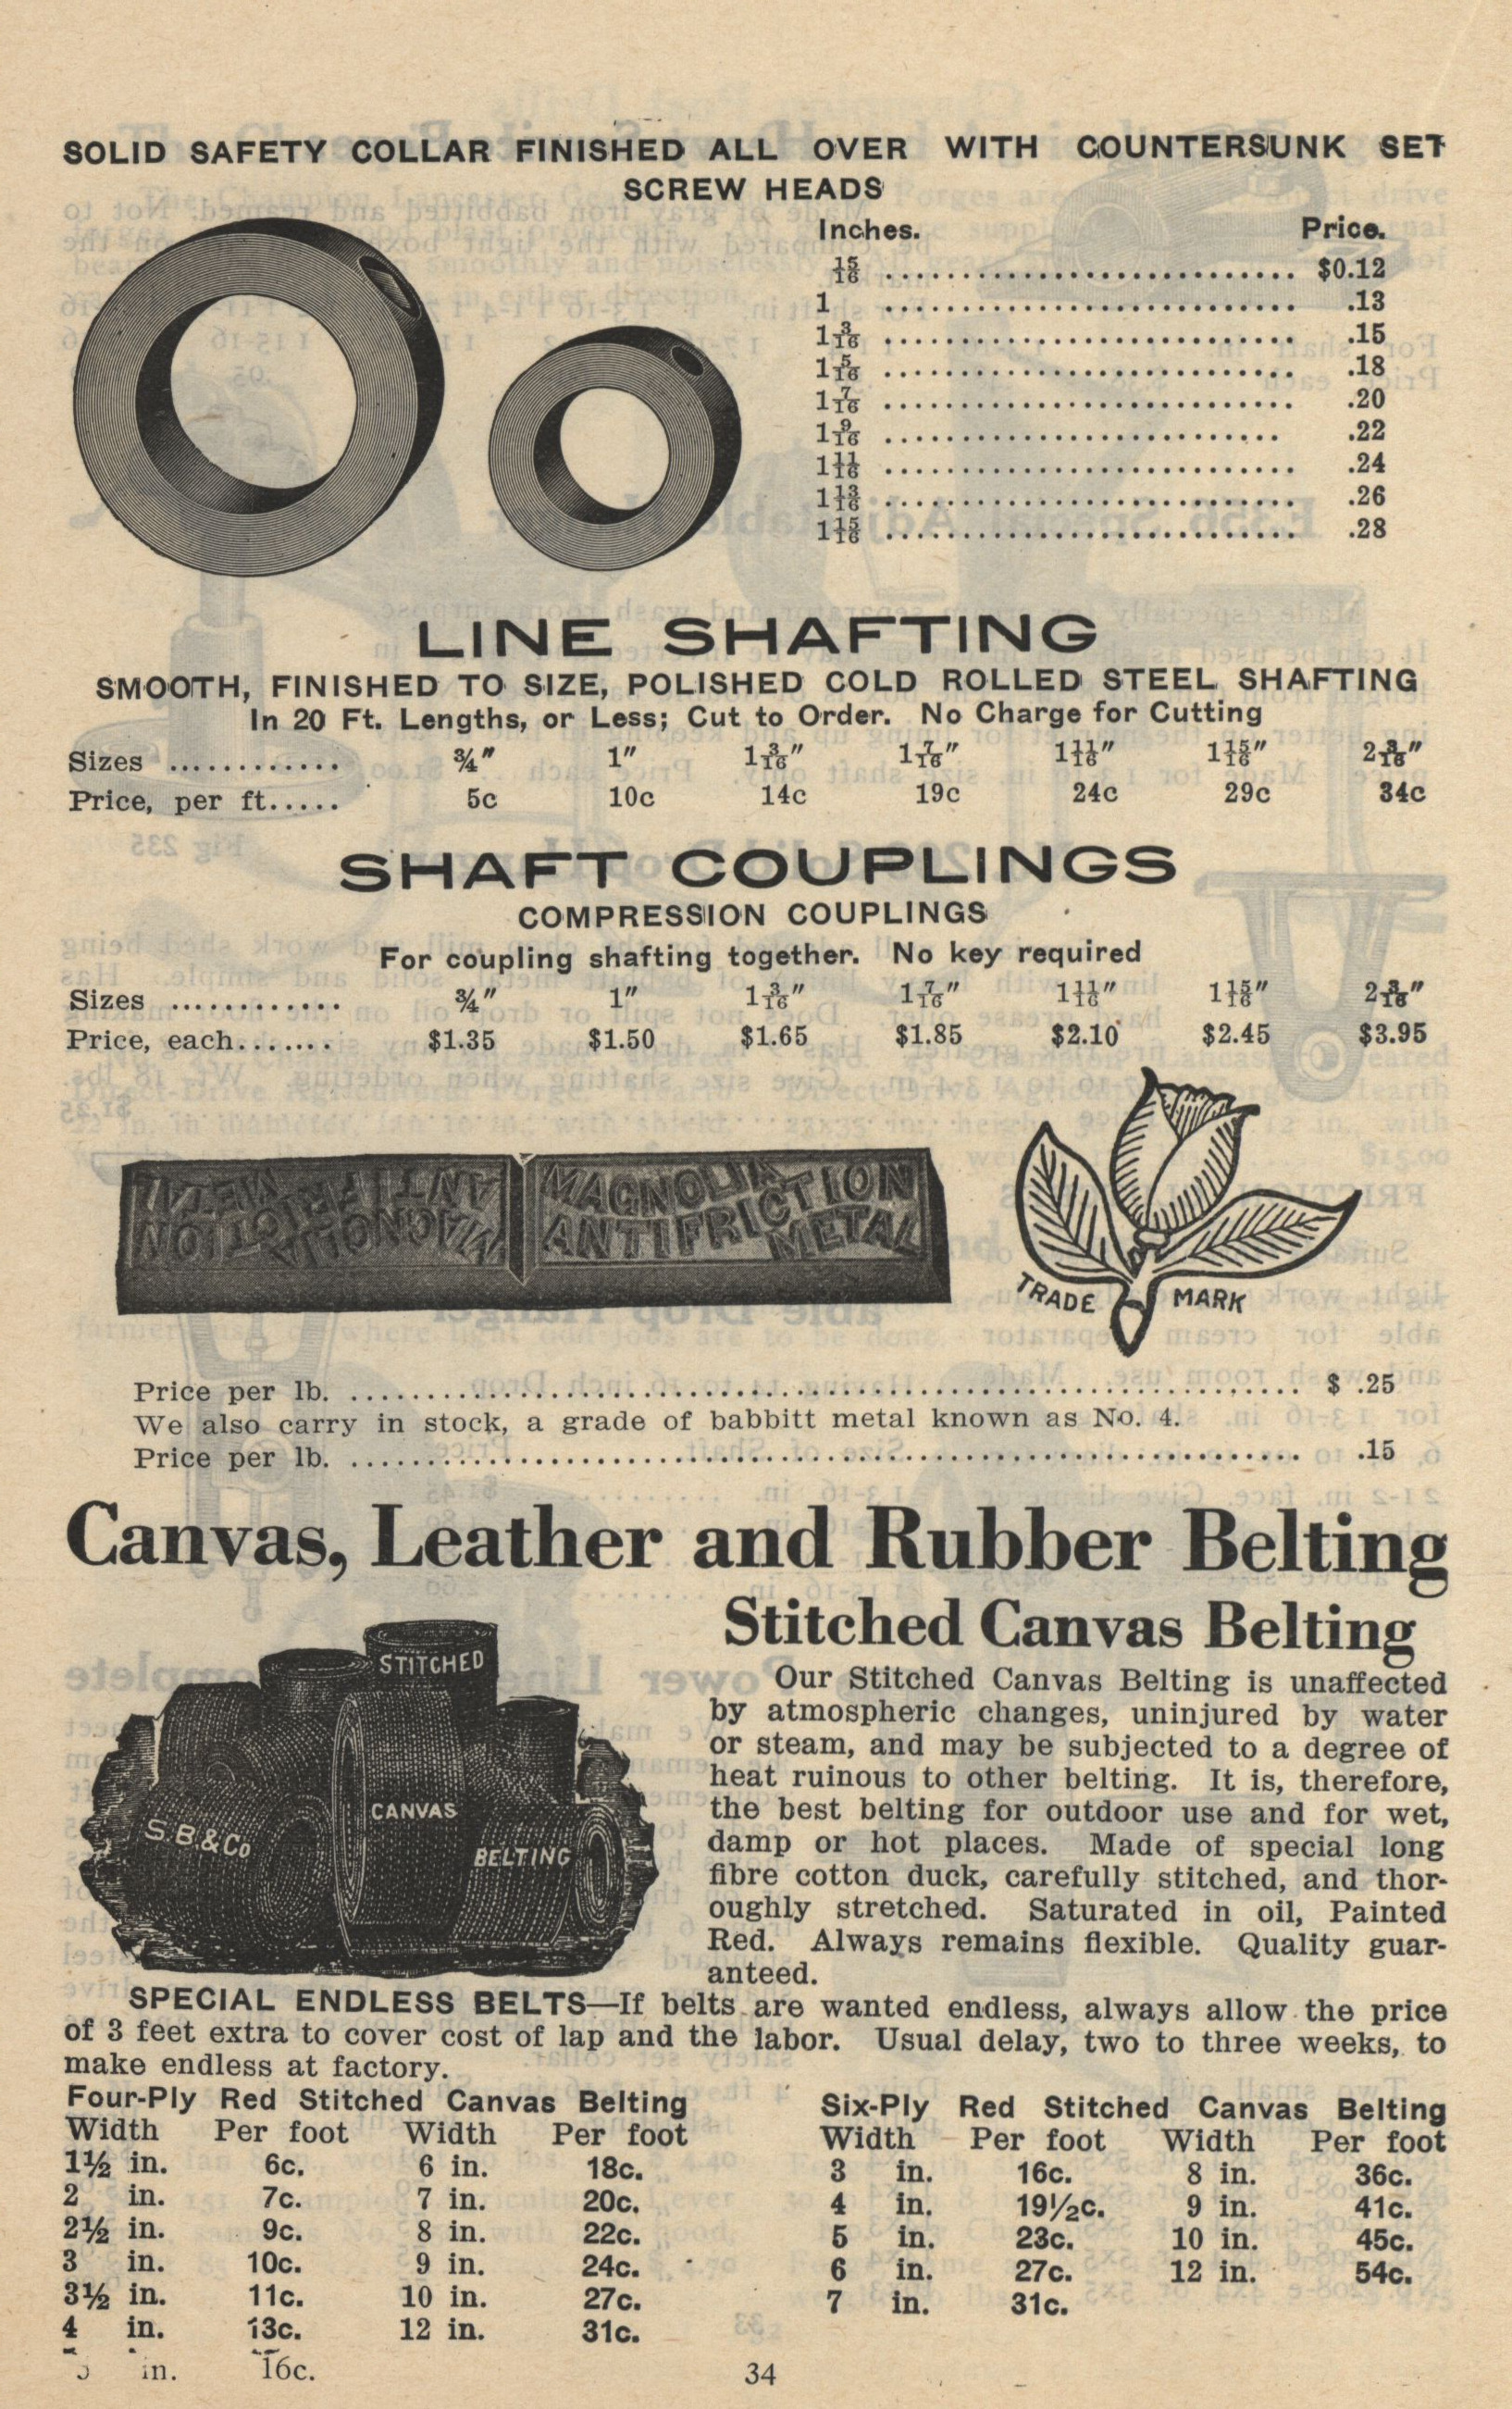 SOLID SAFETY COLLAR FINISHED ALL OVER WITH COUNTERSUNK SET
SCREW HEADS
Inches. Price.
15/16 ........................... $0.12
1 ........................... .13
1 3/16 ........................... .15
1 5/16 ........................... .18
1 7/16 ........................... .20
1 9/16 .......................... .22
1 11/16 ........................... .24
1 13/16 ........................... .26
1 15/16 ........................... .28
LINE SHAFTING
SMOOTH, FINISHED TO SIZE, POLISHED COLD ROLLED STEEL SHAFTING
In 20 Ft. Lengths, or Less; Cut to Order. No Charge for Cutting
Sizes ............ ¾" 1" 1 3/16" 1 7/16" 1 11/16" 1 15/16" 2 3/16"
Price, per ft..... 5c 10c 14c 19c 24c 29c 34c
SHAFT COUPLINGS
COMPRESSION COUPLINGS
For coupling shafting together. No key required
Sizes ............ ¾" 1" 1 3/16" 1 7/16" 1 11/16" 1 15/16" 2 3/16"
Price, each....... $1.35 $1.50 $1.65 $1.85 $2.10 $2.45 $3.95
MAGNOLIA
ANTIFRICTION
METAL
MAGNOLIA
ANTIFRICTION
METAL
TRADE MARK
Price per lb. .............................................................. $ .25
We also carry in stock, a grade of babbitt metal known as No. 4.
Price per lb. .............................................................. .15
Canvas, Leather and Rubber Belting
Stitched Canvas Belting
STITCHED
CANVAS
S.B.&Co
BELTING
Our Stitched Canvas Belting is unaffected
by atmospheric changes, uninjured by water
or steam, and may be subjected to a degree of
heat ruinous to other belting. It is, therefore,
the best belting for outdoor use and for wet,
damp or hot places. Made of special long
fibre cotton duck, carefully stitched, and thor-
oughly stretched. Saturated in oil, Painted
Red. Always remains flexible. Quality guar-
anteed.
SPECIAL ENDLESS BELTS—If belts are wanted endless, always allow the price
of 3 feet extra to cover cost of lap and the labor. Usual delay, two to three weeks, to
make endless at factory.
Four-Ply Red Stitched Canvas Belting
Width Per foot Width Per foot
1½ in. 6c. 6 in. 18c.
2 in. 7c. 7 in. 20c.
2½ in. 9c. 8 in. 22c.
3 in. 10c. 9 in. 24c.
3½ in. 11c. 10 in. 27c.
4 in. 13c. 12 in. 31c.
5 in. 16c.
Six-Ply Red Stitched Canvas Belting
Width Per foot Width Per foot
3 in. 16c. 8 in. 36c.
4 in. 19½c. 9 in. 41c.
5 in. 23c. 10 in. 45c.
6 in. 27c. 12 in. 54c.
7 in. 31c.
34